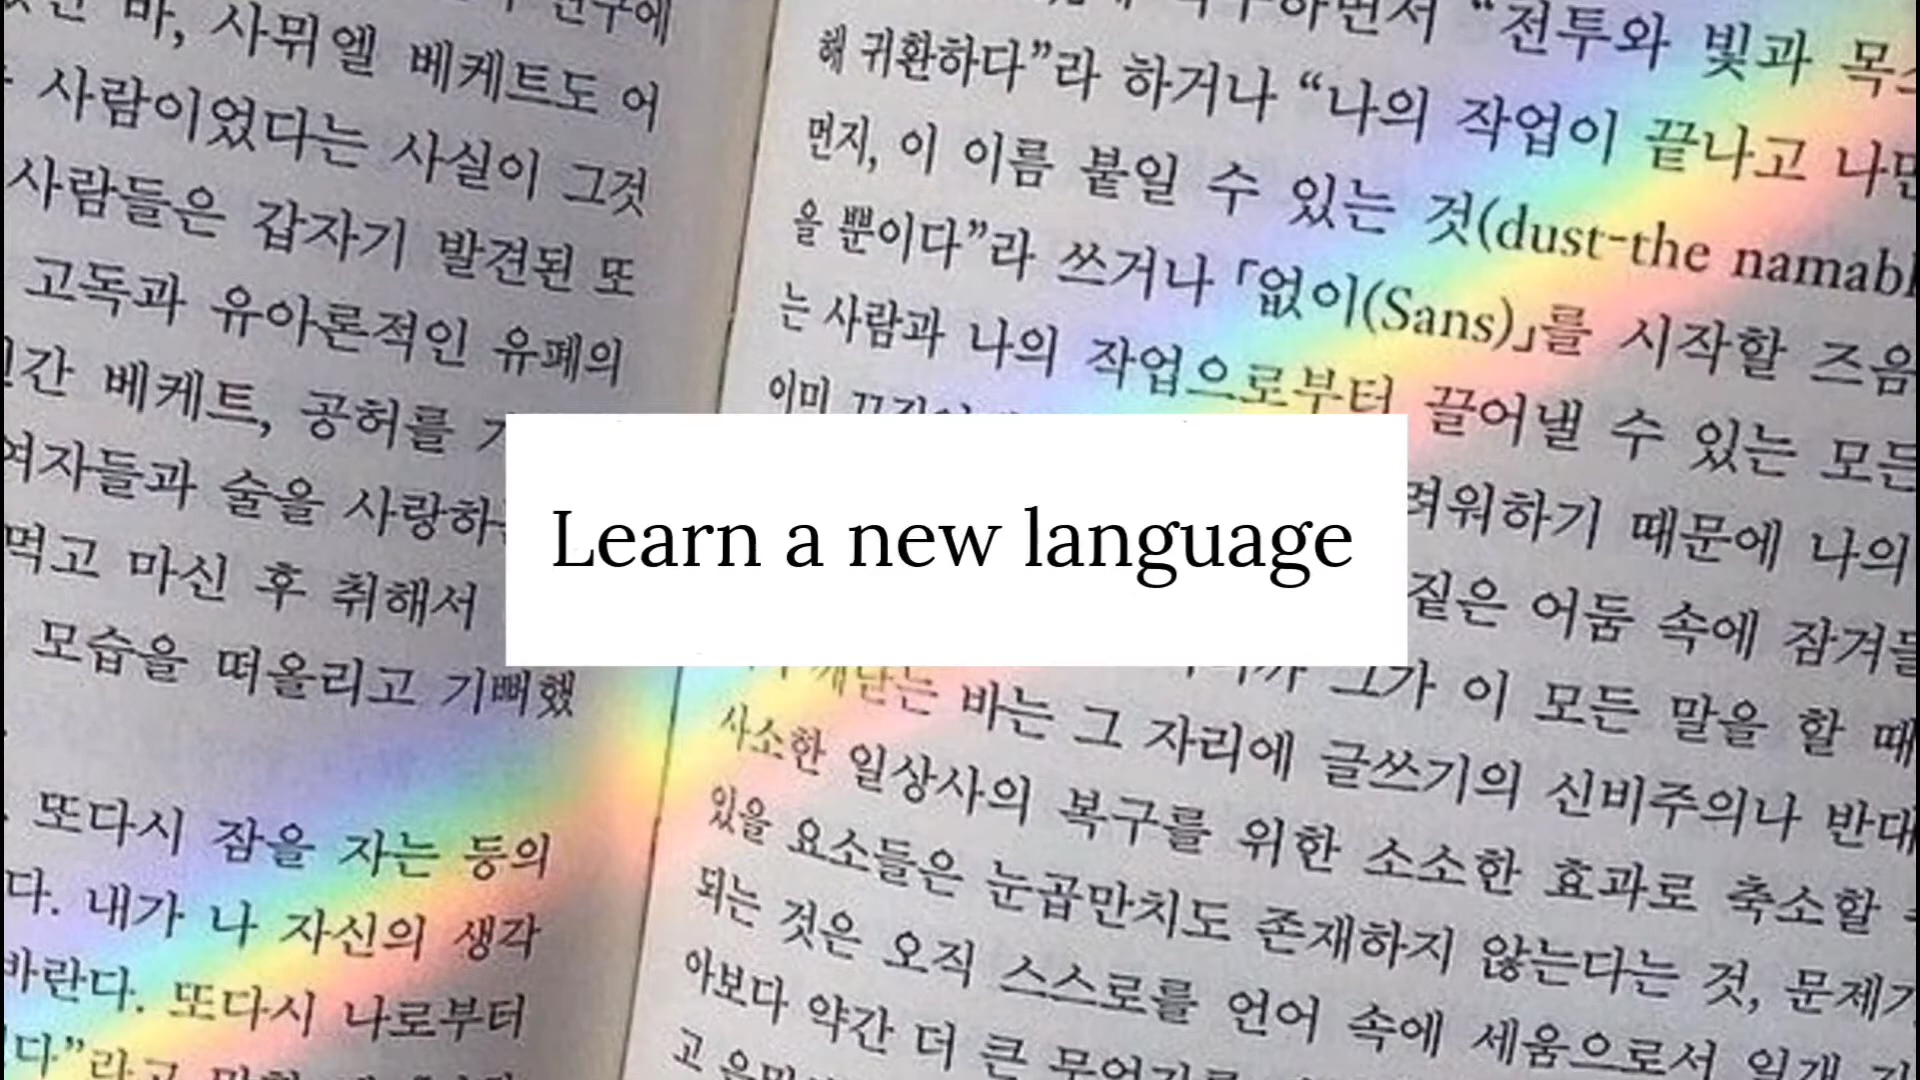 바, 사뮈엘 베케트도 어
사람이었다는 사실이 그것
사람들은 갑자기 발견된 또
고독과 유아론적인 유폐의
베케트, 공허를
여자들과 술을 사랑하
먹고 마신 후 취해서
모습을 떠올리고 기뻐했
또다시 잠을 자는 등의
다. 내가 나 자신의 생각
바란다. 또다시 나로부터
“전투와 빛과
해 귀환하다”라 하거나 “나의 작업이 끝나고
먼지, 이 이름 붙일 수 있는 것(dust-the namabl
을 뿐이다”라 쓰거나 「없이(Sans)」를 시작할 즈음
는 사람과 나의 작업으로부터 끌어낼 수 있는 모든
이미
Learn a new language
려워하기 때문에 나의
짙은 어둠 속에
그가 이 모든 말을 할 때
바는 그 자리에 글쓰기의 신비주의나 반대
사소한 일상사의 복구를 위한 소소한 효과로 축소할
있을 요소들은 눈곱만치도 존재하지 않는다는 것, 문제가
되는 것은 오직 스스로를 언어 속에 세움으로서
아보다 약간 더 큰
고